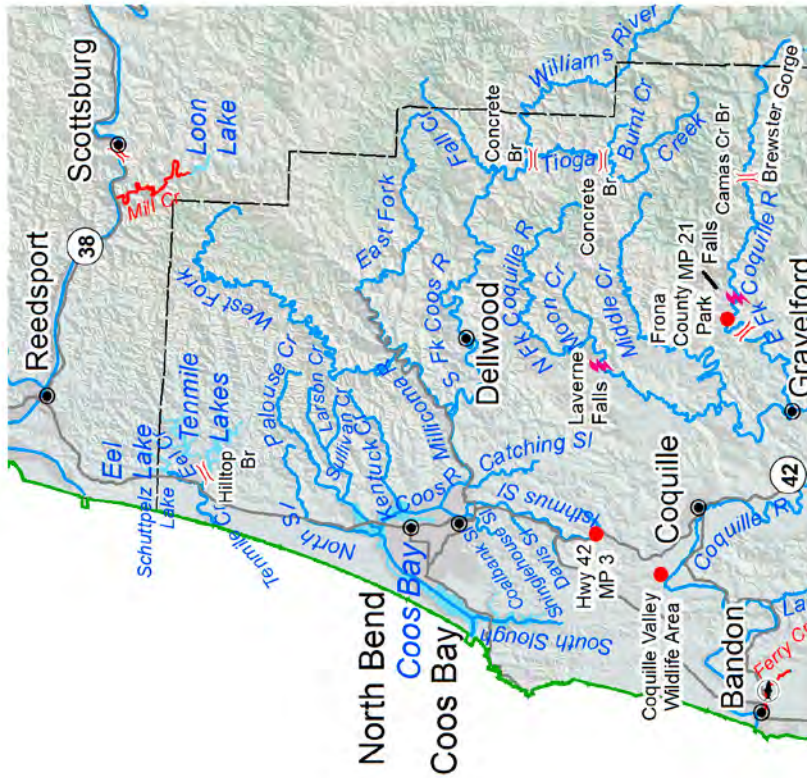 Scottsburg
Reedsport
38
Loon
Lake
Mill Cr
Eel
Lake
Schuttpelz
Lake
Eel Cr
Tenmile
Lakes
Hilltop
Br
Tenmile Cr
North Sl
Palouse Cr
Larson Cr
Sullivan Cr
Kentuck Cr
West Fork
East Fork
Fall Cr
Millicoma R
Coos R
S Fk Coos R
Dellwood
Concrete
Br
Williams River
Tioga
Burnt Cr
Creek
Concrete
Br
North Bend
Coos Bay
Coos Bay
Catching Sl
Isthmus Sl
Coalbank Sl
Shinglehouse Sl
Davis Sl
South Slough
Hwy 42
MP 3
N Fk Coquille R
Moon Cr
Middle Cr
Laverne
Falls
Frona
County
Park
MP 21
Falls
Camas Cr Br
Brewster Gorge
E Fk Coquille R
Gravelford
Coquille
42
Coquille R
Coquille Valley
Wildlife Area
Bandon
Ferry Cr
La